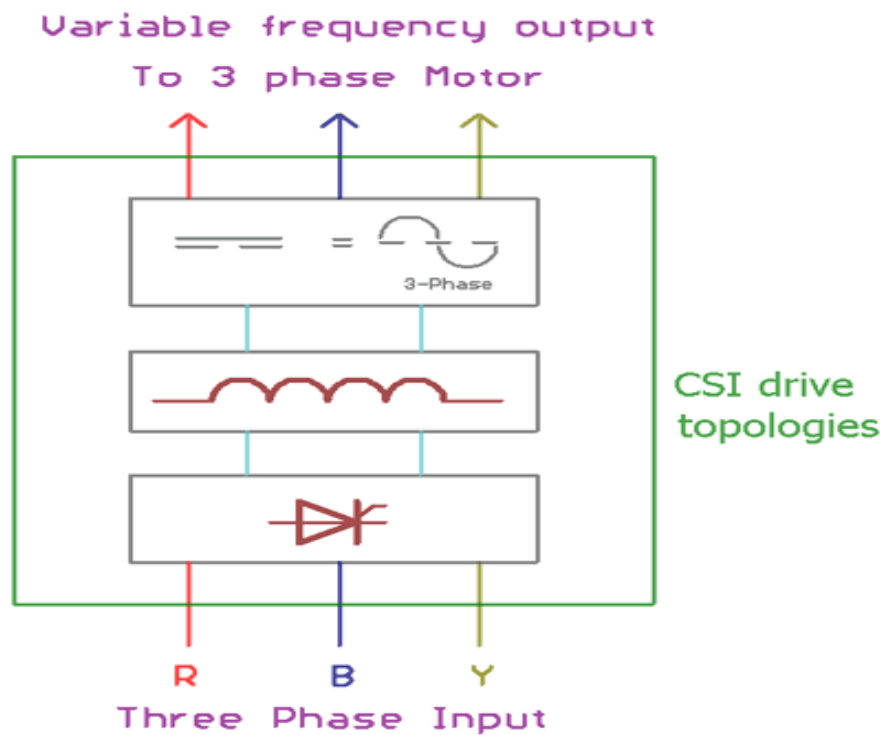 Variable frequency output
To 3 phase Motor
3-Phase
CSI drive
topologies
R B Y
Three Phase Input